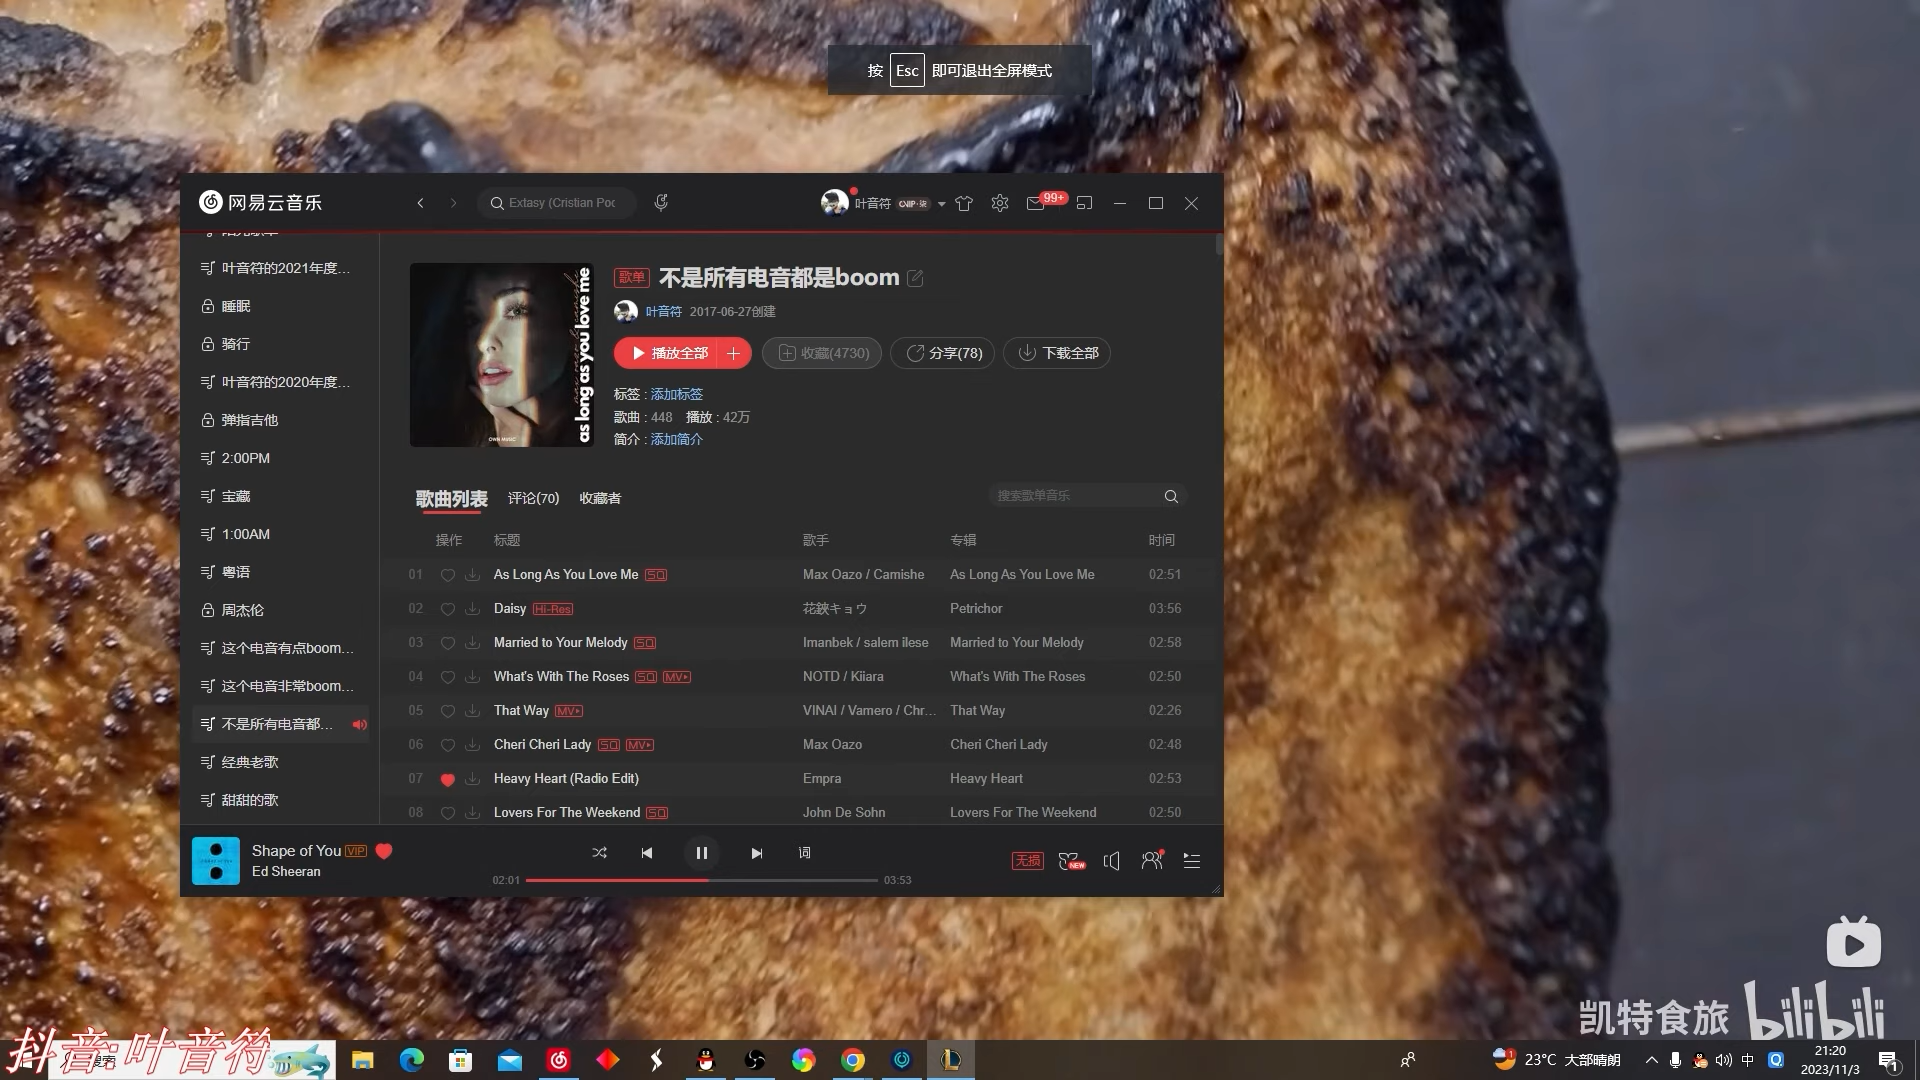 按 Esc 即可退出全屏模式
网易云音乐
Extasy (Cristian Poc
叶音符
99+
叶音符的2021年度...
睡眠
骑行
叶音符的2020年度...
弹指吉他
2:00PM
宝藏
1:00AM
粤语
周杰伦
这个电音有点boom...
这个电音非常boom...
不是所有电音都...
经典老歌
甜甜的歌
as long as you love me
OWN MUSIC
歌单 不是所有电音都是boom
叶音符 2017-06-27创建
播放全部 + 收藏(4730) 分享(78) 下载全部
标签 : 添加标签
歌曲 : 448 播放 : 42万
简介 : 添加简介
歌曲列表 评论(70) 收藏者 搜索歌单音乐
操作 标题 歌手 专辑 时间
01 As Long As You Love Me SQ Max Oazo / Camishe As Long As You Love Me 02:51
02 Daisy Hi-Res 花鋏キョウ Petrichor 03:56
03 Married to Your Melody SQ Imanbek / salem ilese Married to Your Melody 02:58
04 What's With The Roses SQ MV NOTD / Kiiara What's With The Roses 02:50
05 That Way MV VINAI / Vamero / Chr... That Way 02:26
06 Cheri Cheri Lady SQ MV Max Oazo Cheri Cheri Lady 02:48
07 Heavy Heart (Radio Edit) Empra Heavy Heart 02:53
08 Lovers For The Weekend SQ John De Sohn Lovers For The Weekend 02:50
Shape of You VIP
Ed Sheeran
词
02:01 03:53
无损 NEW
凯特食旅 bilibili
抖音:叶音符
搜索
1
23°C 大部晴朗
中
21:20
2023/11/3
1